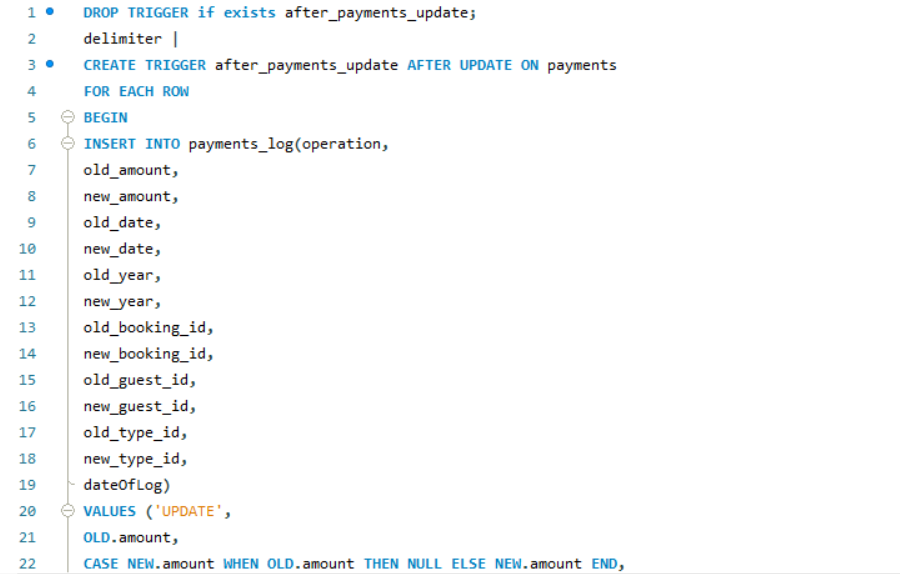 1 DROP TRIGGER if exists after_payments_update;
2 delimiter |
3 CREATE TRIGGER after_payments_update AFTER UPDATE ON payments
4 FOR EACH ROW
5 BEGIN
6 INSERT INTO payments_log(operation,
7 old_amount,
8 new_amount,
9 old_date,
10 new_date,
11 old_year,
12 new_year,
13 old_booking_id,
14 new_booking_id,
15 old_guest_id,
16 new_guest_id,
17 old_type_id,
18 new_type_id,
19 dateOfLog)
20 VALUES ('UPDATE',
21 OLD.amount,
22 CASE NEW.amount WHEN OLD.amount THEN NULL ELSE NEW.amount END,